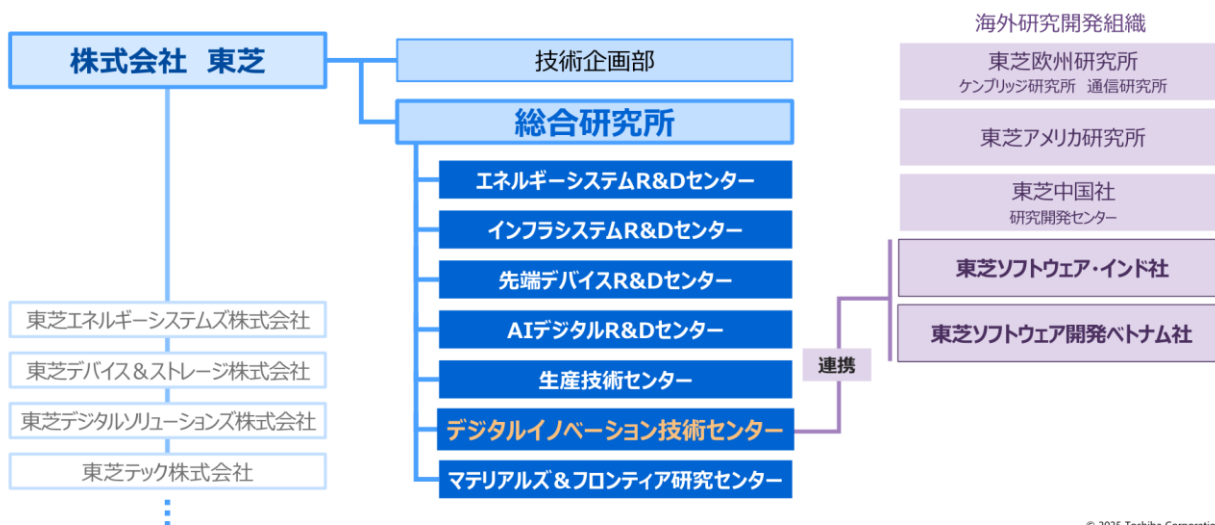 株式会社 東芝
技術企画部
総合研究所
エネルギーシステムR&Dセンター
インフラシステムR&Dセンター
先端デバイスR&Dセンター
AIデジタルR&Dセンター
生産技術センター
デジタルイノベーション技術センター
マテリアルズ&フロンティア研究センター
東芝エネルギーシステムズ株式会社
東芝デバイス&ストレージ株式会社
東芝デジタルソリューションズ株式会社
東芝テック株式会社
連携
海外研究開発組織
東芝欧州研究所
ケンブリッジ研究所 通信研究所
東芝アメリカ研究所
東芝中国社
研究開発センター
東芝ソフトウェア・インド社
東芝ソフトウェア開発ベトナム社
© 2025 Toshiba Corporation